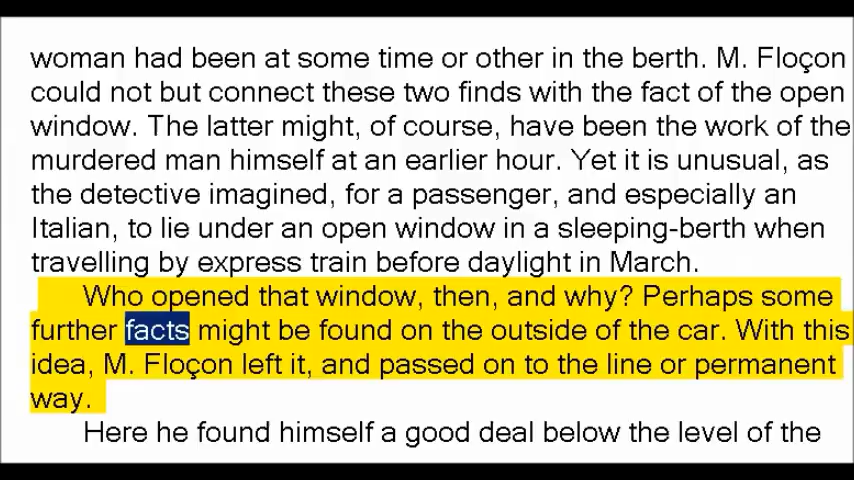 woman had been at some time or other in the berth. M. Floçon
could not but connect these two finds with the fact of the open
window. The latter might, of course, have been the work of the
murdered man himself at an earlier hour. Yet it is unusual, as
the detective imagined, for a passenger, and especially an
Italian, to lie under an open window in a sleeping-berth when
travelling by express train before daylight in March.
Who opened that window, then, and why? Perhaps some
further facts might be found on the outside of the car. With this
idea, M. Floçon left it, and passed on to the line or permanent
way.
Here he found himself a good deal below the level of the